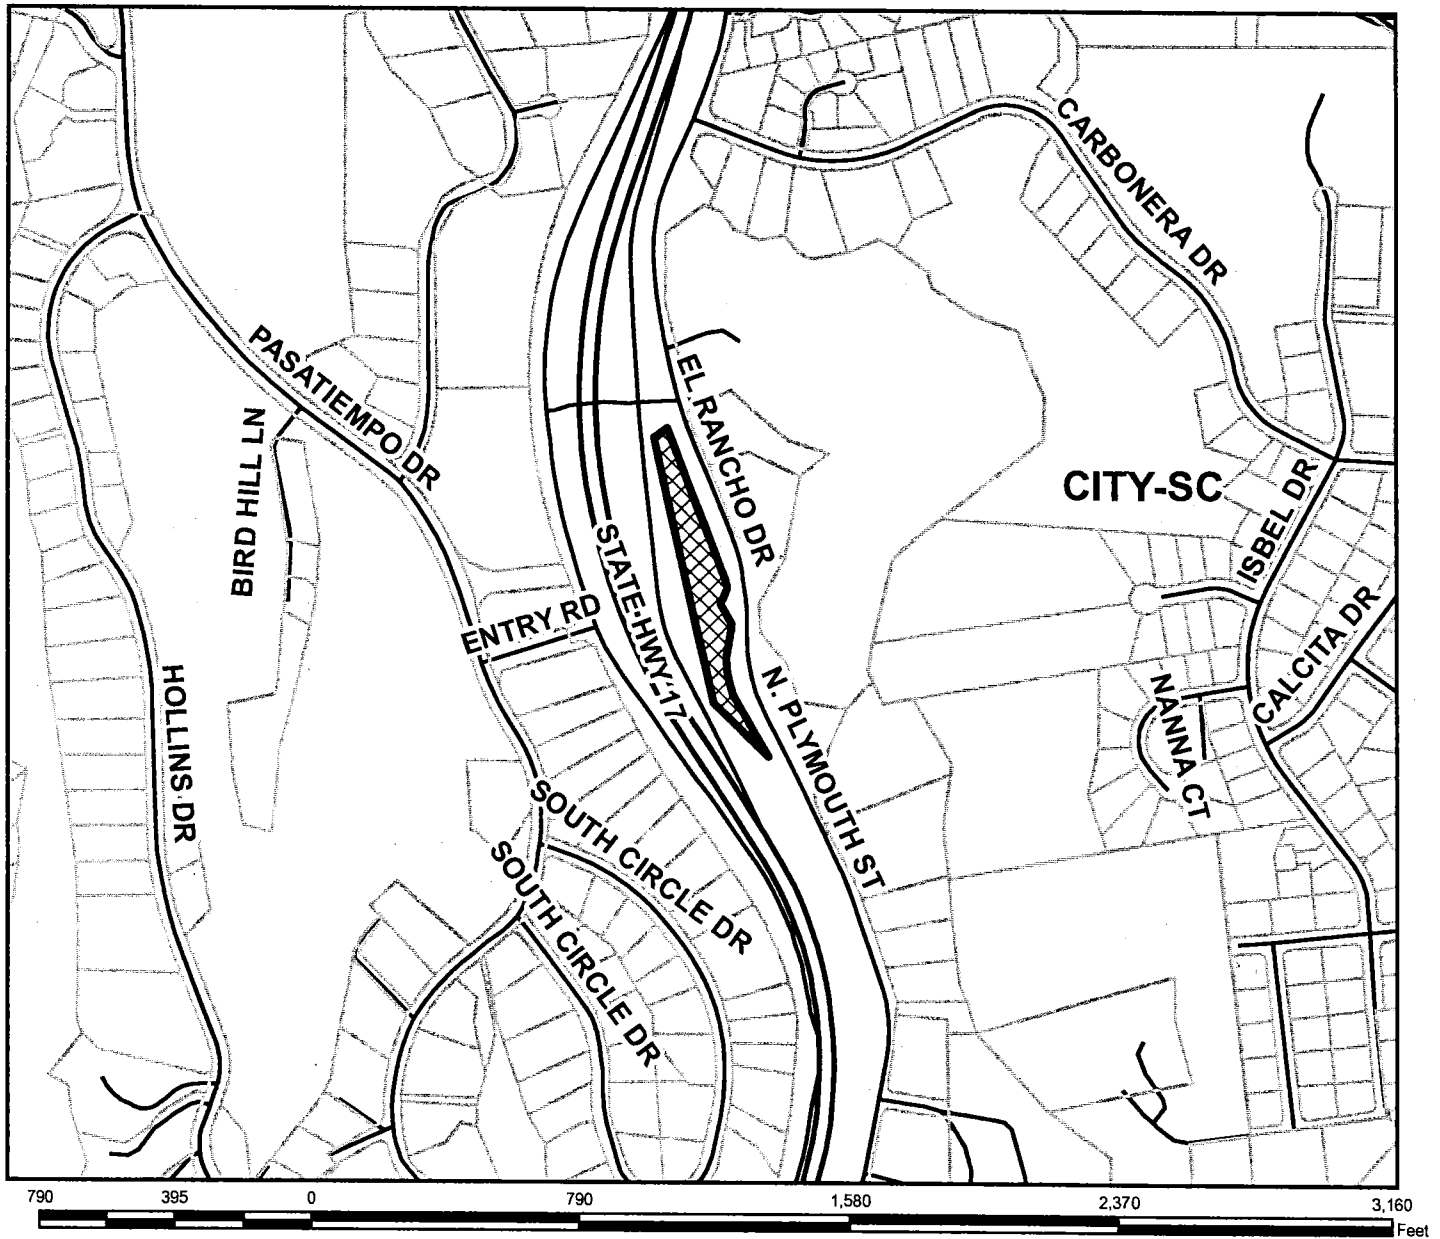 CARBONERA DR
PASATIEMPO DR
EL RANCHO DR
BIRD HILL LN
CITY-SC
ISBEL DR
STATE HWY 17
ENTRY RD
CALCITA DR
HOLLINS DR
N. PLYMOUTH ST
NANNA CT
SOUTH CIRCLE DR
SOUTH CIRCLE DR
790 395 0 790 1,580 2,370 3,160
Feet